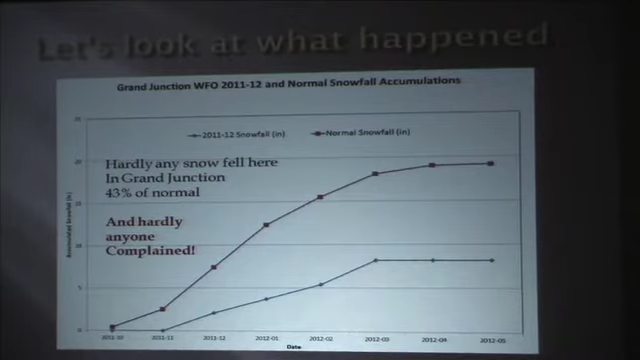 Let's look at what happened
Grand Junction WFO 2011-12 and Normal Snowfall Accumulations
25
2011-12 Snowfall (in)
Normal Snowfall (in)
Hardly any snow fell here
In Grand Junction
43% of normal
And hardly
anyone
Complained!
20
15
10
5
0
Accumulated Snowfall (in)
2011-10
2011-11
2011-12
2012-01
2012-02
2012-03
2012-04
2012-05
Date